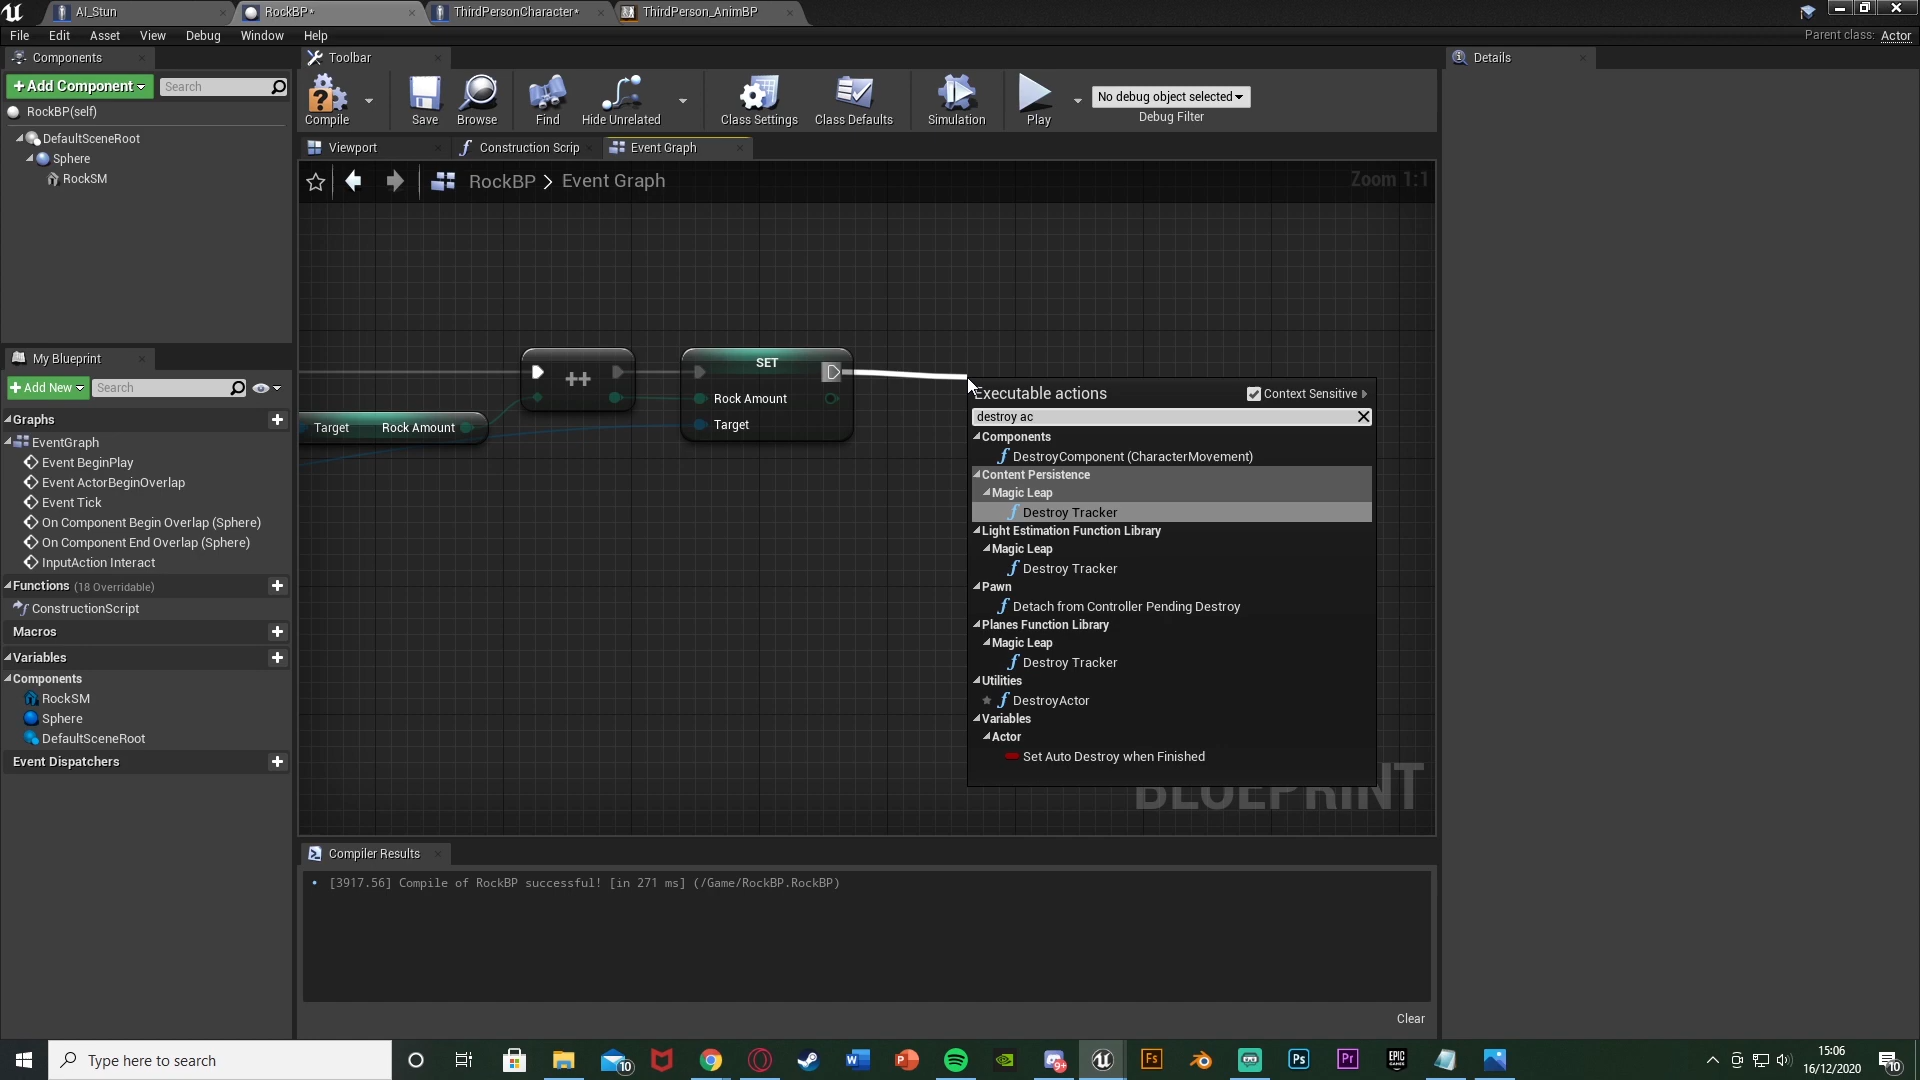 AI_Stun
RockBP*
ThirdPersonCharacter*
ThirdPerson_AnimBP
File Edit Asset View Debug Window Help
Parent class: Actor
Components
Toolbar
Details
+Add Component
Search
RockBP(self)
DefaultSceneRoot
Sphere
RockSM
Compile
Save
Browse
Find
Hide Unrelated
Class Settings
Class Defaults
Simulation
Play
No debug object selected
Debug Filter
Viewport
Construction Scrip
Event Graph
RockBP > Event Graph
Zoom 1:1
My Blueprint
+Add New
Search
Graphs
EventGraph
Event BeginPlay
Event ActorBeginOverlap
Event Tick
On Component Begin Overlap (Sphere)
On Component End Overlap (Sphere)
InputAction Interact
Functions (18 Overridable)
ConstructionScript
Macros
Variables
Components
RockSM
Sphere
DefaultSceneRoot
Event Dispatchers
Target Rock Amount
++
SET
Rock Amount
Target
Executable actions
Context Sensitive
destroy ac
Components
DestroyComponent (CharacterMovement)
Content Persistence
Magic Leap
Destroy Tracker
Light Estimation Function Library
Magic Leap
Destroy Tracker
Pawn
Detach from Controller Pending Destroy
Planes Function Library
Magic Leap
Destroy Tracker
Utilities
DestroyActor
Variables
Actor
Set Auto Destroy when Finished
BLUEPRINT
Compiler Results
[3917.56] Compile of RockBP successful! [in 271 ms] (/Game/RockBP.RockBP)
Clear
Type here to search
10
W
P
9+
Fs
Ps
Pr
EPIC
GAMES
15:06
16/12/2020
10